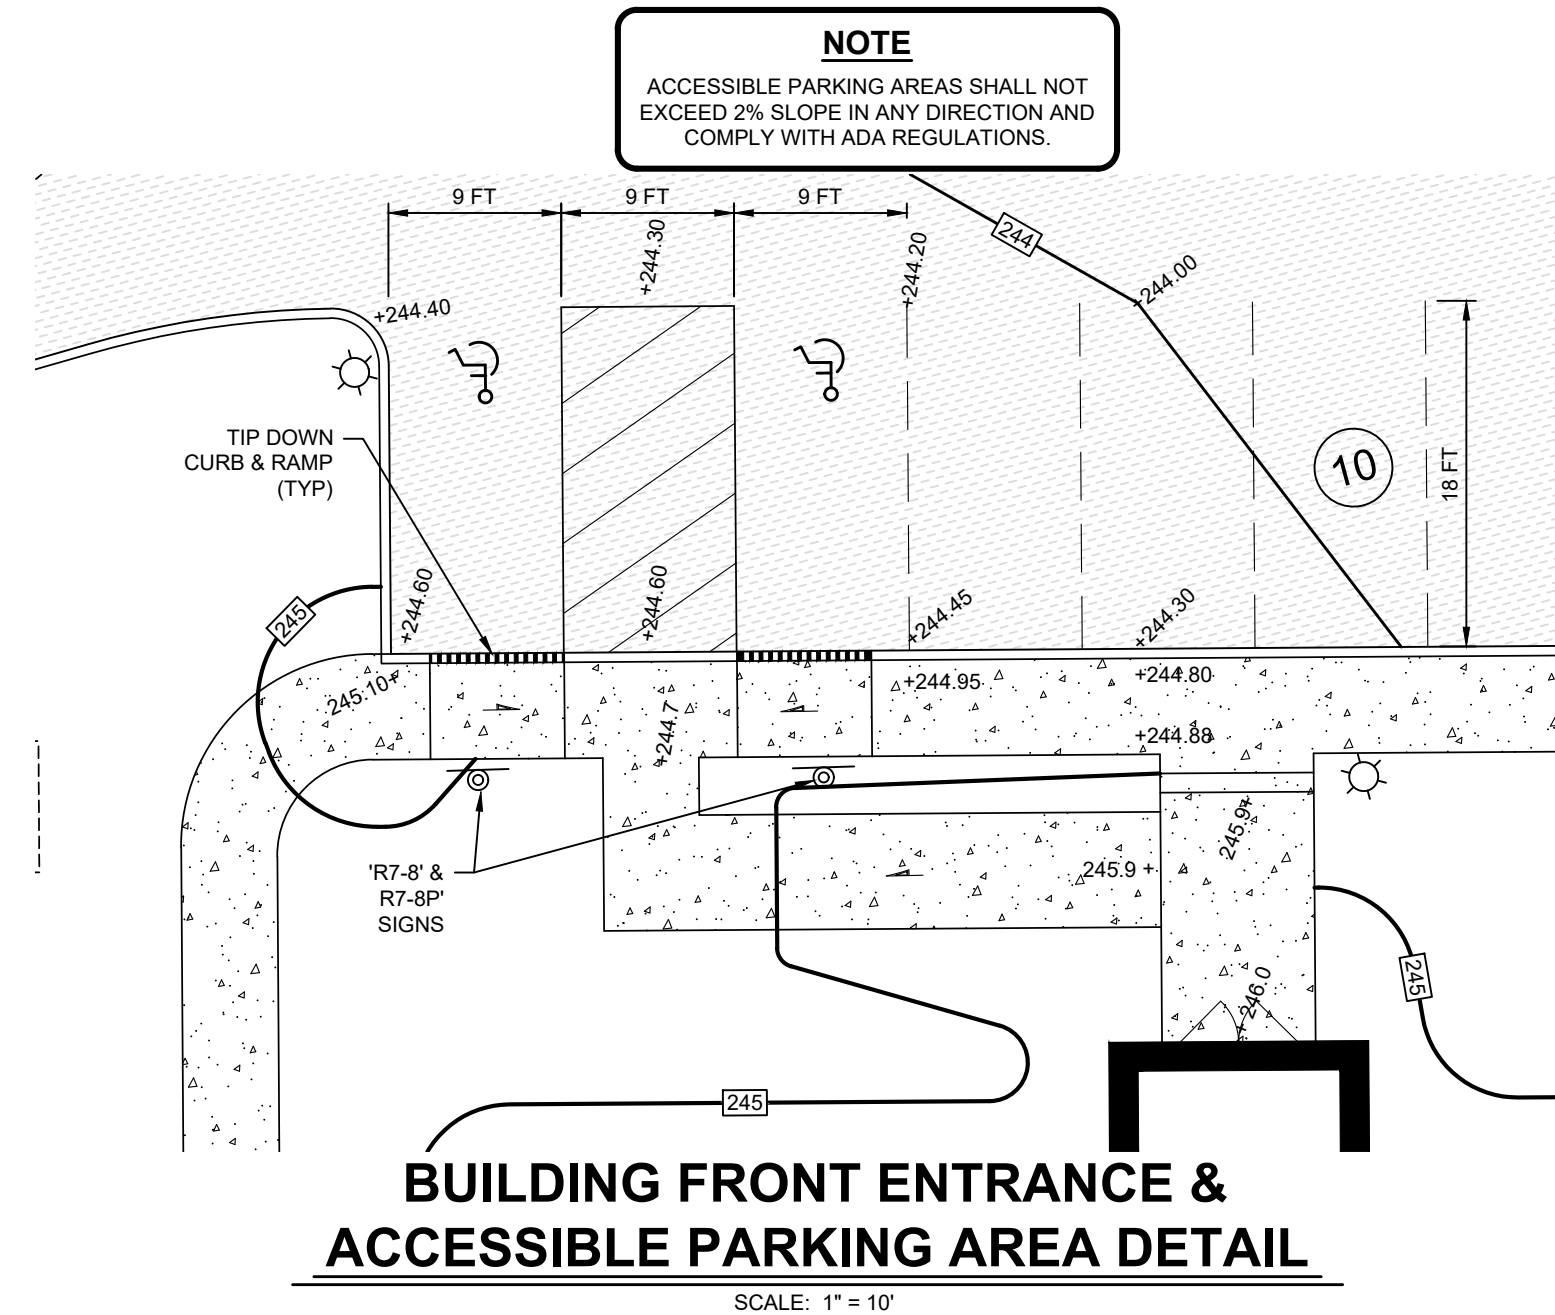 NOTE
ACCESSIBLE PARKING AREAS SHALL NOT
EXCEED 2% SLOPE IN ANY DIRECTION AND
COMPLY WITH ADA REGULATIONS.
9 FT
9 FT
9 FT
+244.30
+244.20
244
+244.00
+244.40
TIP DOWN
CURB & RAMP
(TYP)
10
18 FT
245
+244.60
+244.60
+244.45
+244.30
245.10+
+244.7
+244.95
+244.80
+244.88
'R7-8' &
R7-8P'
SIGNS
245.9+
245.9 +
245
+ 246.0
245
BUILDING FRONT ENTRANCE &
ACCESSIBLE PARKING AREA DETAIL
SCALE: 1" = 10'